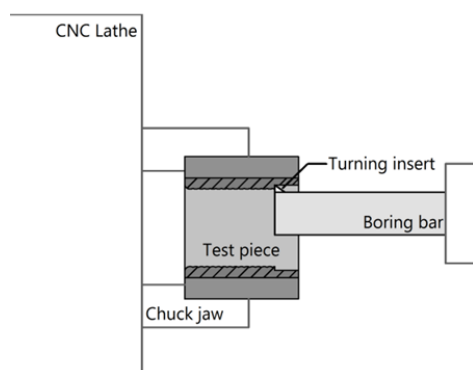 CNC Lathe
Turning insert
Boring bar
Test piece
Chuck jaw